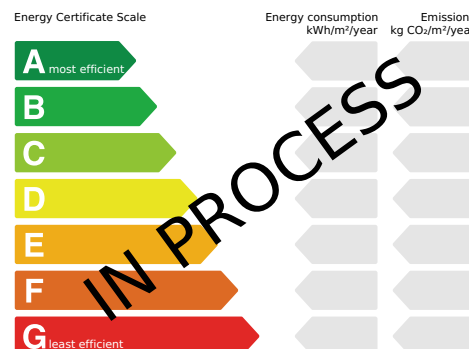 Energy Certificate Scale
Energy consumption
kWh/m²/year
Emission
kg CO₂/m²/year
A most efficient
B
C
D
E
F
G least efficient
IN PROCESS